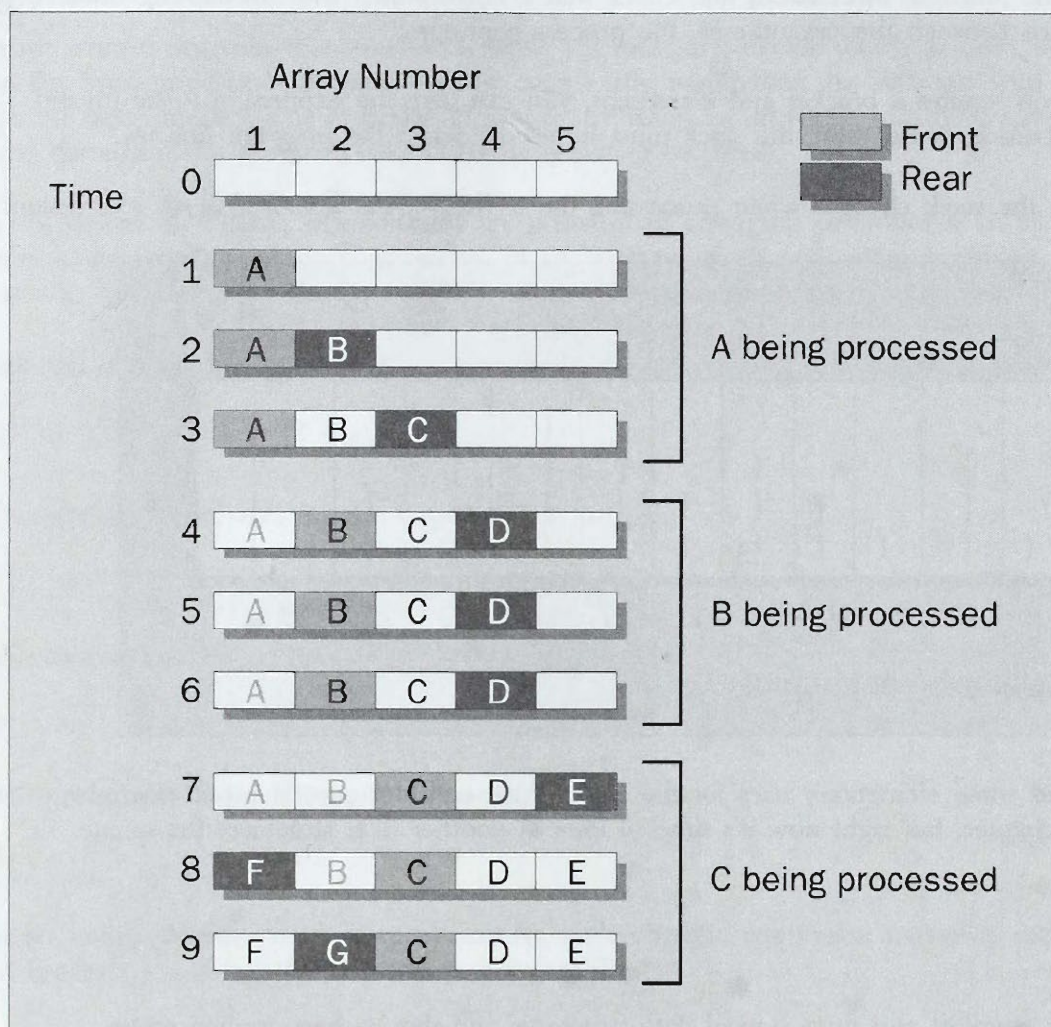 Array Number
1 2 3 4 5
Front
Rear
Time
0
1 A
2 A B
A being processed
3 A B C
4 A B C D
5 A B C D
B being processed
6 A B C D
7 A B C D E
8 F B C D E
C being processed
9 F G C D E